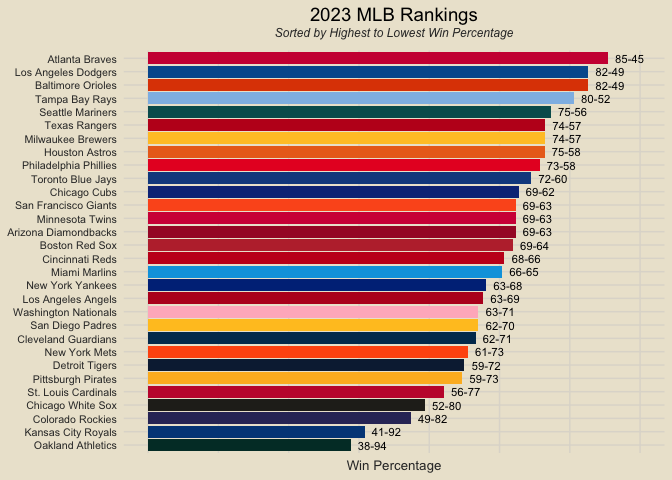 2023 MLB Rankings
Sorted by Highest to Lowest Win Percentage
Atlanta Braves 85-45
Los Angeles Dodgers 82-49
Baltimore Orioles 82-49
Tampa Bay Rays 80-52
Seattle Mariners 75-56
Texas Rangers 74-57
Milwaukee Brewers 74-57
Houston Astros 75-58
Philadelphia Phillies 73-58
Toronto Blue Jays 72-60
Chicago Cubs 69-62
San Francisco Giants 69-63
Minnesota Twins 69-63
Arizona Diamondbacks 69-63
Boston Red Sox 69-64
Cincinnati Reds 68-66
Miami Marlins 66-65
New York Yankees 63-68
Los Angeles Angels 63-69
Washington Nationals 63-71
San Diego Padres 62-70
Cleveland Guardians 62-71
New York Mets 61-73
Detroit Tigers 59-72
Pittsburgh Pirates 59-73
St. Louis Cardinals 56-77
Chicago White Sox 52-80
Colorado Rockies 49-82
Kansas City Royals 41-92
Oakland Athletics 38-94
Win Percentage